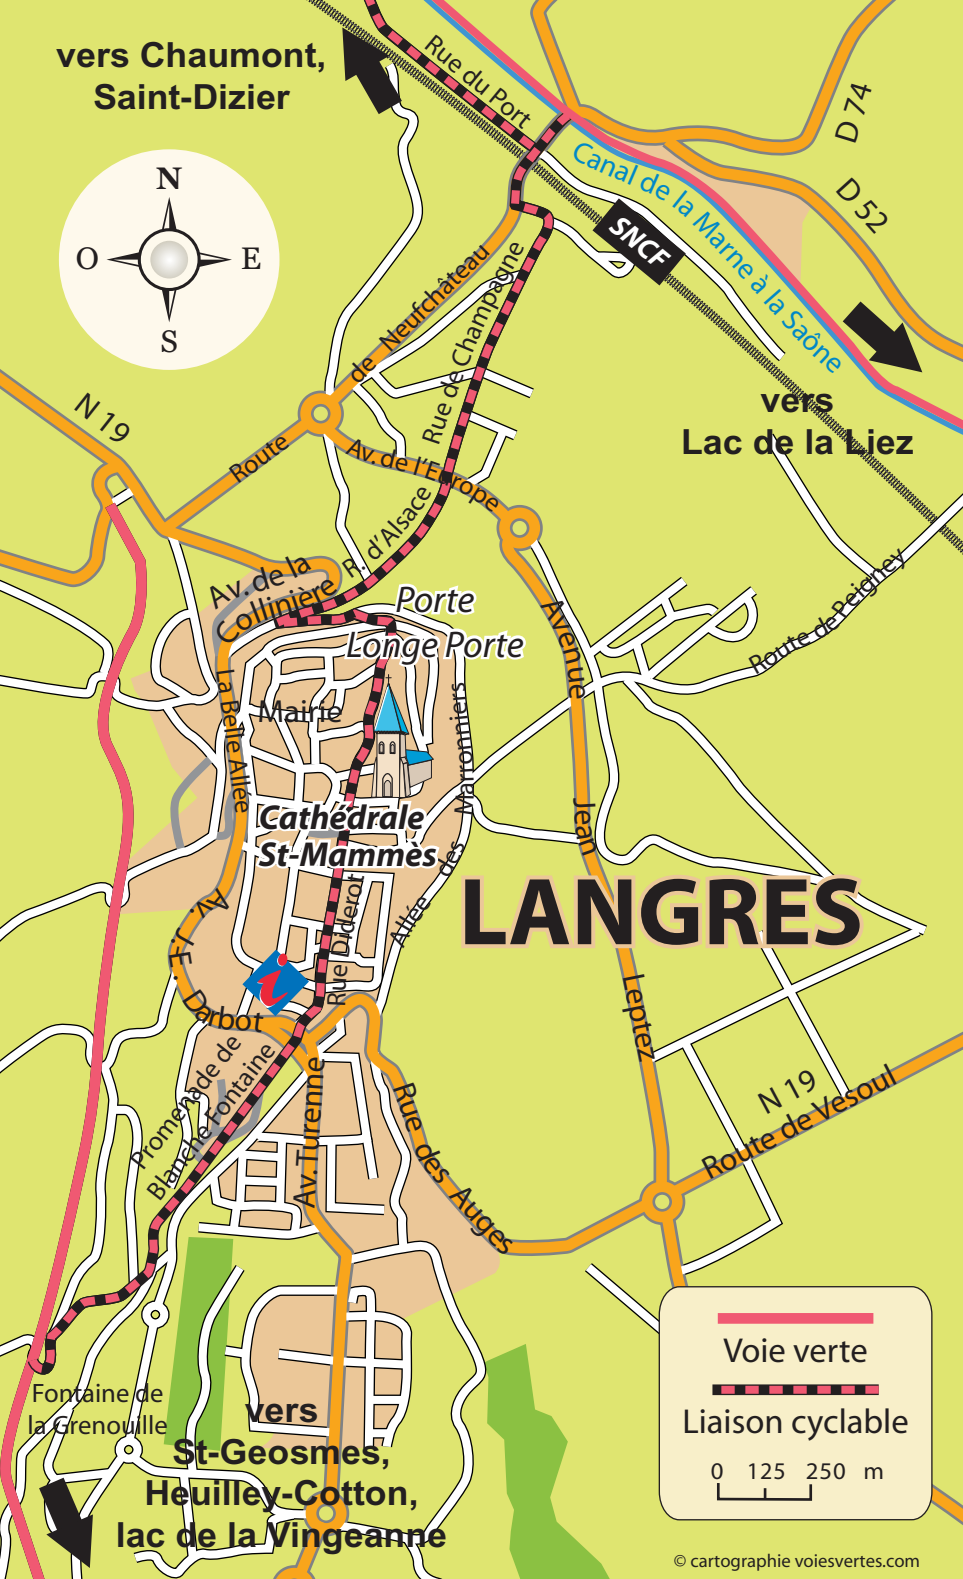 vers Chaumont,
Saint-Dizier
Rue du Port
D 74
D 52
Canal de la Marne à la Saône
SNCF
N
O
E
S
N 19
Route de Neufchâteau
Rue de Champagne
vers
Lac de la Liez
Av. de l'Europe
R. d'Alsace
Av. de la
Collinière
Porte
Longe Porte
Route de Peigney
Avenue Jean Leptez
La Belle Allée
Mairie
Allée des Marronniers
Cathédrale
St-Mammès
LANGRES
Rue Diderot
i
Av. J.-E. Darbot
Promenade de
Blanche Fontaine
Av. Turenne
Rue des Auges
N 19
Route de Vesoul
Fontaine de
la Grenouille
vers
St-Geosmes,
Heuilley-Cotton,
lac de la Vingeanne
Voie verte
Liaison cyclable
0 125 250 m
© cartographie voiesvertes.com